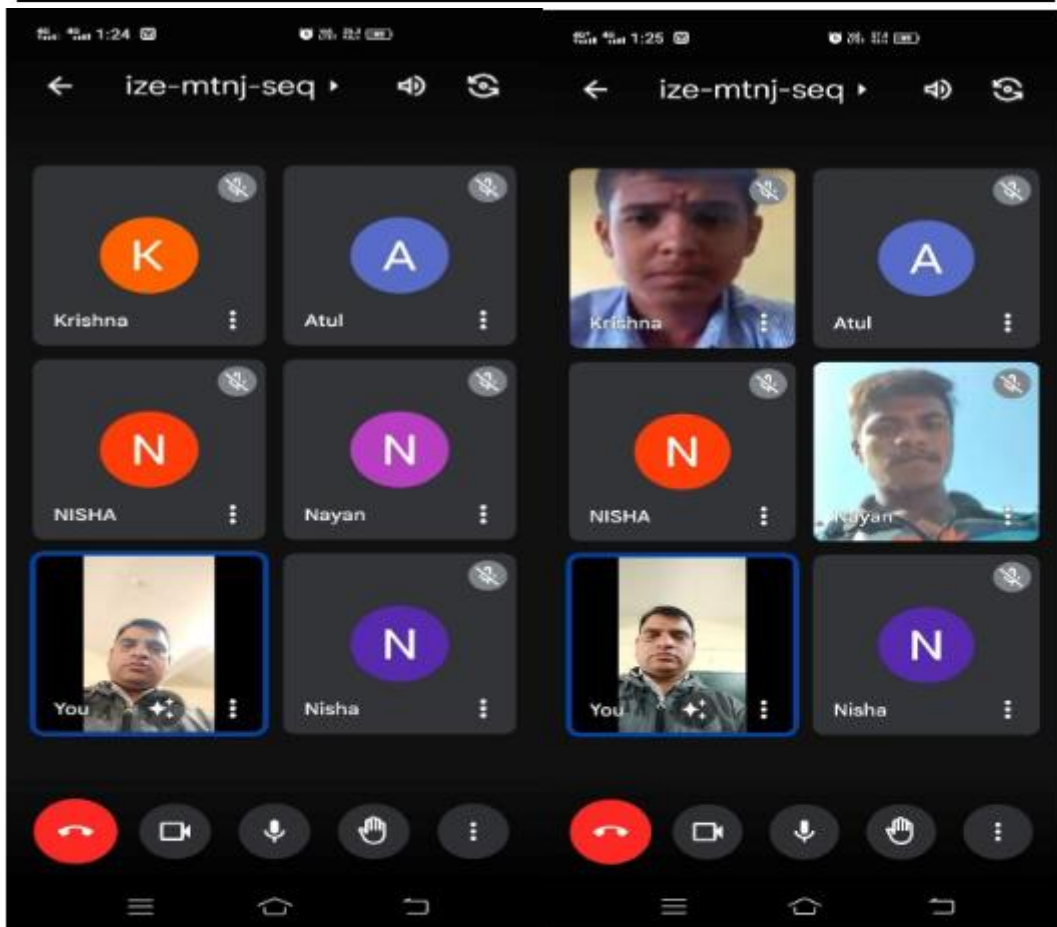 1:24
ize-mtnj-seq
K
Krishna
A
Atul
N
NISHA
N
Nayan
You
N
Nisha
1:25
ize-mtnj-seq
Krishna
A
Atul
N
NISHA
Nayan
You
N
Nisha